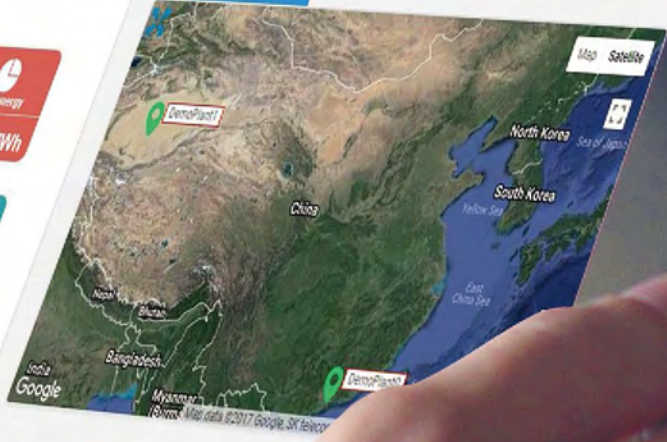 Map Satellite
DemoPlant1
North Korea
Sea of Japan
Wh
South Korea
China
Yellow Sea
East
China Sea
Nepal
Bhutan
Bangladesh
India
Google
Myanmar
Map data ©2017 Google, SK telecom